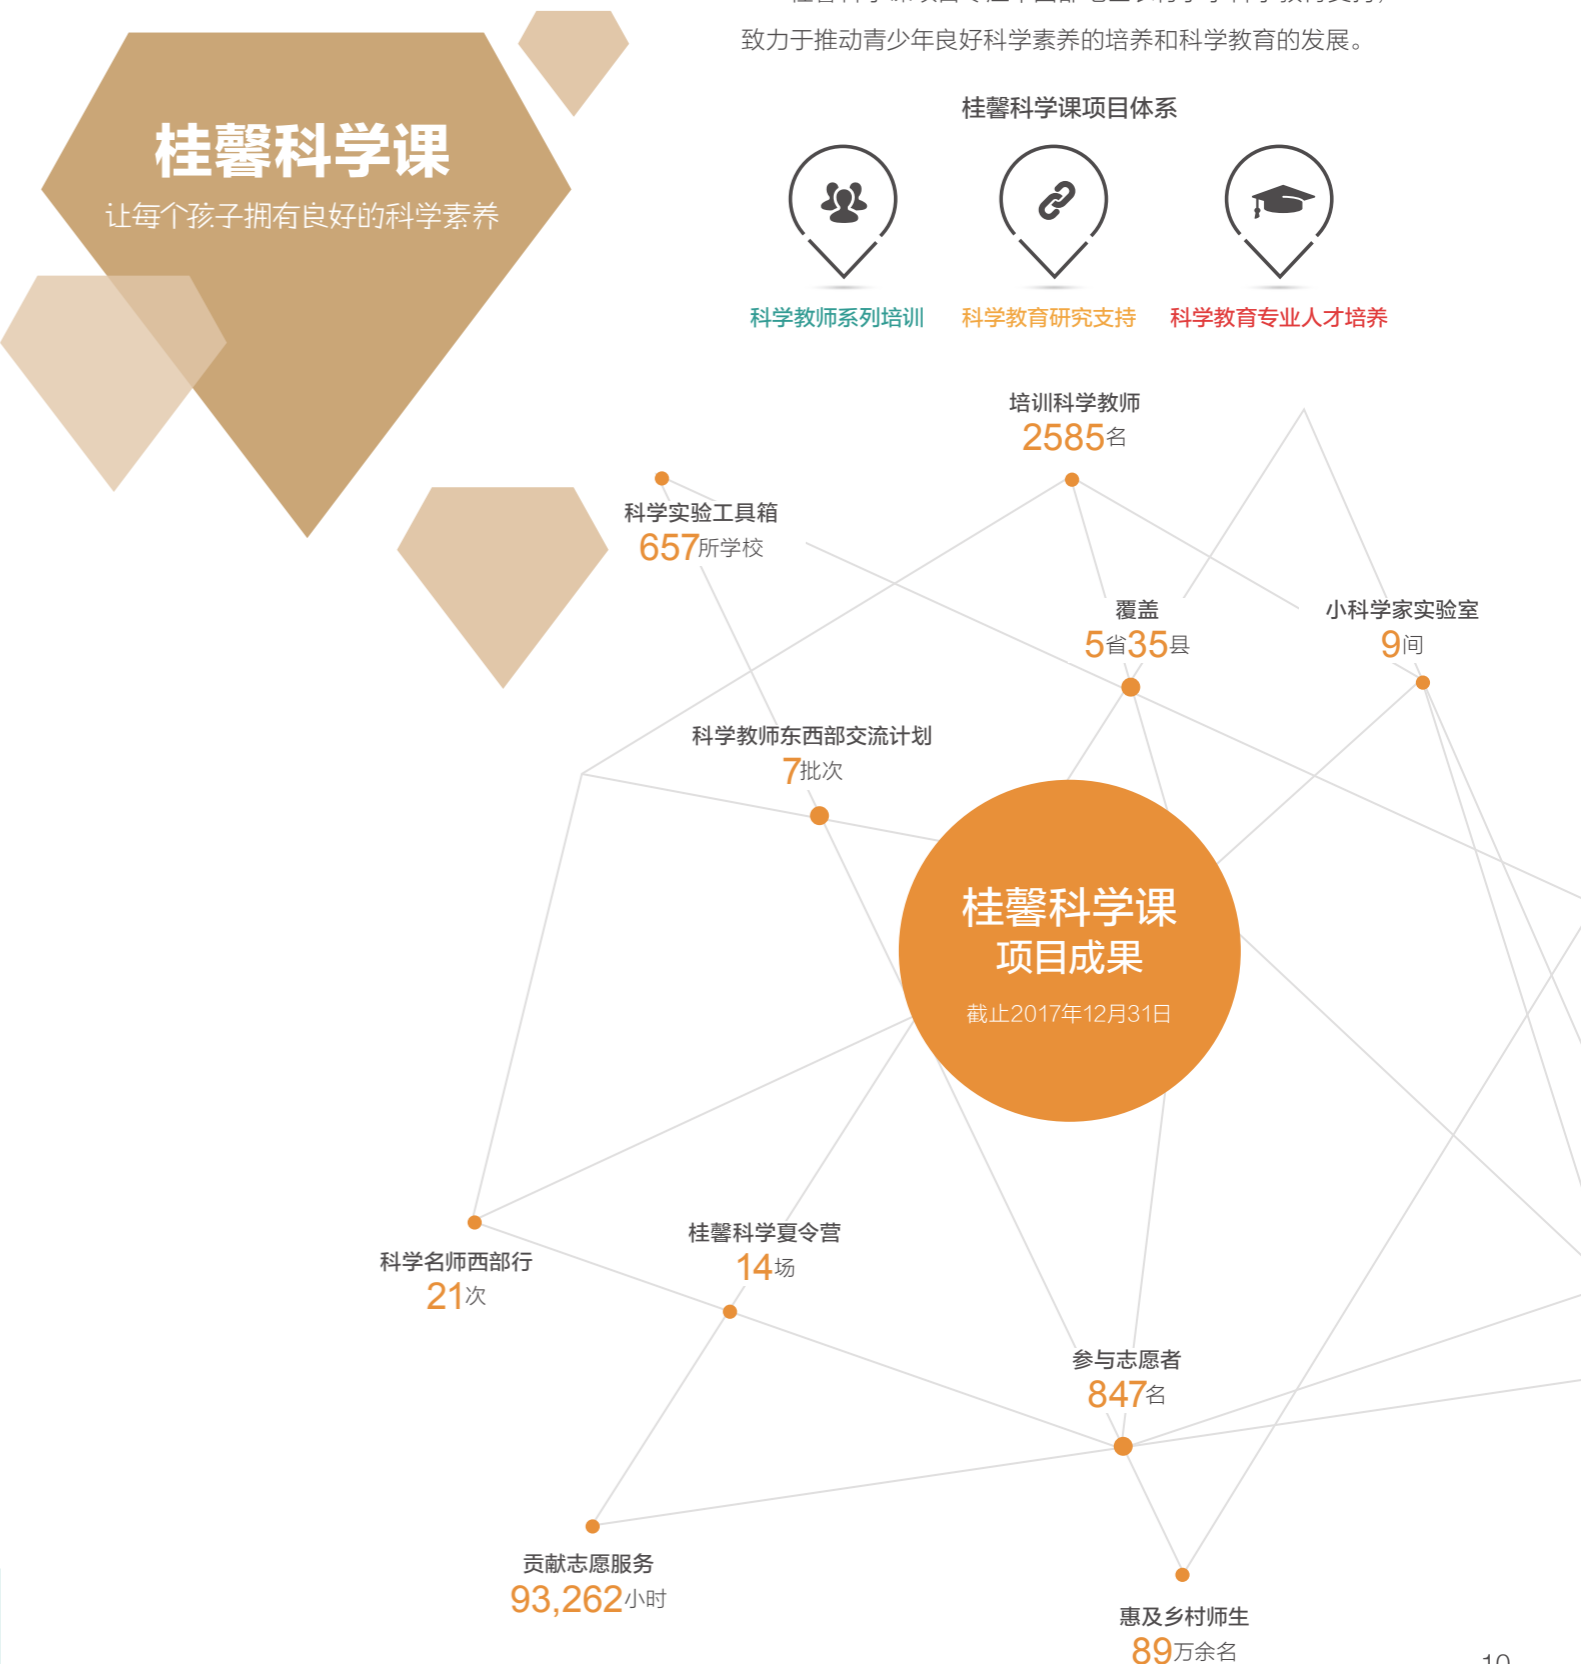 致力于推动青少年良好科学素养的培养和科学教育的发展。
桂馨科学课
让每个孩子拥有良好的科学素养
桂馨科学课项目体系
科学教师系列培训
科学教育研究支持
科学教育专业人才培养
培训科学教师
2585名
科学实验工具箱
657所学校
覆盖
5省35县
小科学家实验室
9间
科学教师东西部交流计划
7批次
桂馨科学课
项目成果
截止2017年12月31日
科学名师西部行
21次
桂馨科学夏令营
14场
参与志愿者
847名
贡献志愿服务
93,262小时
惠及乡村师生
89万余名